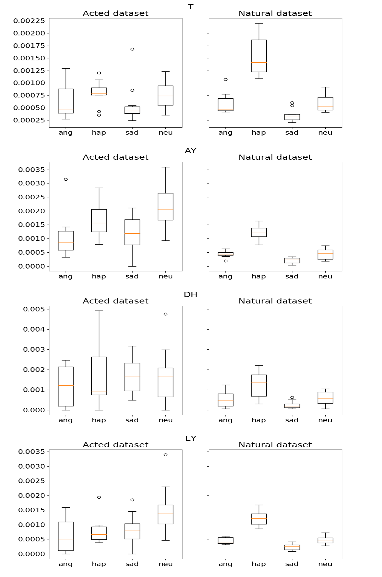 T
Acted dataset Natural dataset
0.00225
0.00200
0.00175
0.00150
0.00125
0.00100
0.00075
0.00050
0.00025
ang hap sad neu ang hap sad neu
AY
Acted dataset Natural dataset
0.0035
0.0030
0.0025
0.0020
0.0015
0.0010
0.0005
0.0000
ang hap sad neu ang hap sad neu
DH
Acted dataset Natural dataset
0.005
0.004
0.003
0.002
0.001
0.000
ang hap sad neu ang hap sad neu
LY
Acted dataset Natural dataset
0.0035
0.0030
0.0025
0.0020
0.0015
0.0010
0.0005
0.0000
ang hap sad neu ang hap sad neu